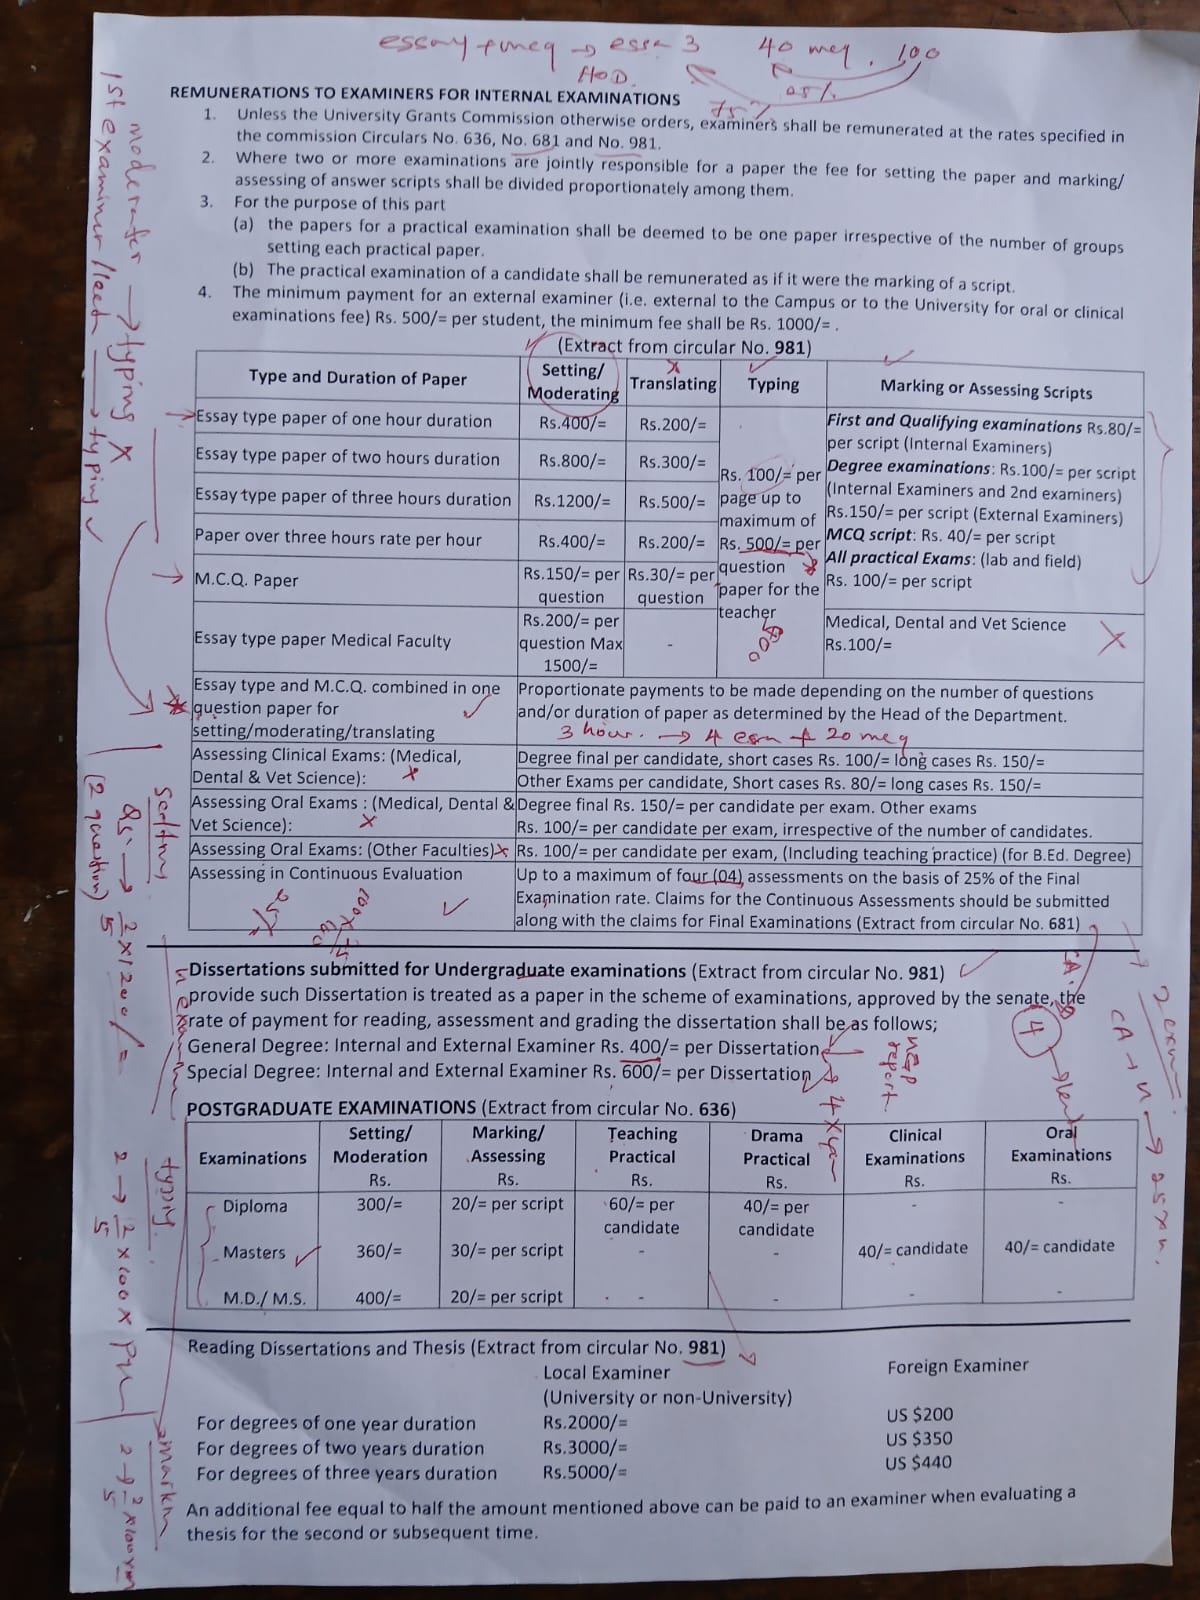 essay + mcq → essa 3 40 mcq . 100
HOD.
75%
25%
REMUNERATIONS TO EXAMINERS FOR INTERNAL EXAMINATIONS
1. Unless the University Grants Commission otherwise orders, examiners shall be remunerated at the rates specified in
the commission Circulars No. 636, No. 681 and No. 981.
2. Where two or more examinations are jointly responsible for a paper the fee for setting the paper and marking/
assessing of answer scripts shall be divided proportionately among them.
3. For the purpose of this part
(a) the papers for a practical examination shall be deemed to be one paper irrespective of the number of groups
setting each practical paper.
(b) The practical examination of a candidate shall be remunerated as if it were the marking of a script.
4. The minimum payment for an external examiner (i.e. external to the Campus or to the University for oral or clinical
examinations fee) Rs. 500/= per student, the minimum fee shall be Rs. 1000/= .
(Extract from circular No. 981)
Type and Duration of Paper
Setting/
Moderating
Translating
Typing
Marking or Assessing Scripts
Essay type paper of one hour duration Rs.400/= Rs.200/=
Essay type paper of two hours duration Rs.800/= Rs.300/=
Essay type paper of three hours duration Rs.1200/= Rs.500/=
Paper over three hours rate per hour Rs.400/= Rs.200/=
M.C.Q. Paper
Rs.150/= per
question
Rs.30/= per
question
Essay type paper Medical Faculty
Rs.200/= per
question Max
1500/=
-
Rs. 100/= per
page up to
maximum of
Rs. 500/= per
question
paper for the
teacher
First and Qualifying examinations Rs.80/=
per script (Internal Examiners)
Degree examinations: Rs.100/= per script
(Internal Examiners and 2nd examiners)
Rs.150/= per script (External Examiners)
MCQ script: Rs. 40/= per script
All practical Exams: (lab and field)
Rs. 100/= per script
Medical, Dental and Vet Science
Rs.100/=
Essay type and M.C.Q. combined in one
question paper for
setting/moderating/translating
Proportionate payments to be made depending on the number of questions
and/or duration of paper as determined by the Head of the Department.
3 hour. → 4 essa + 20 mcq
Assessing Clinical Exams: (Medical,
Dental & Vet Science):
Degree final per candidate, short cases Rs. 100/= long cases Rs. 150/=
Other Exams per candidate, Short cases Rs. 80/= long cases Rs. 150/=
Assessing Oral Exams : (Medical, Dental &
Vet Science):
Degree final Rs. 150/= per candidate per exam. Other exams
Rs. 100/= per candidate per exam, irrespective of the number of candidates.
Assessing Oral Exams: (Other Faculties)
Rs. 100/= per candidate per exam, (Including teaching practice) (for B.Ed. Degree)
Assessing in Continuous Evaluation
Up to a maximum of four (04) assessments on the basis of 25% of the Final
Examination rate. Claims for the Continuous Assessments should be submitted
along with the claims for Final Examinations (Extract from circular No. 681)
Dissertations submitted for Undergraduate examinations (Extract from circular No. 981)
provide such Dissertation is treated as a paper in the scheme of examinations, approved by the senate, the
rate of payment for reading, assessment and grading the dissertation shall be as follows;
General Degree: Internal and External Examiner Rs. 400/= per Dissertation
Special Degree: Internal and External Examiner Rs. 600/= per Dissertation
POSTGRADUATE EXAMINATIONS (Extract from circular No. 636)
Examinations
Setting/
Moderation
Rs.
Marking/
Assessing
Rs.
Teaching
Practical
Rs.
Drama
Practical
Rs.
Clinical
Examinations
Rs.
Oral
Examinations
Rs.
Diploma 300/= 20/= per script 60/= per candidate 40/= per candidate - -
Masters 360/= 30/= per script - - 40/= candidate 40/= candidate
M.D./ M.S. 400/= 20/= per script - - - -
Reading Dissertations and Thesis (Extract from circular No. 981)
Local Examiner
(University or non-University)
Foreign Examiner
For degrees of one year duration Rs.2000/= US $200
For degrees of two years duration Rs.3000/= US $350
For degrees of three years duration Rs.5000/= US $440
An additional fee equal to half the amount mentioned above can be paid to an examiner when evaluating a
thesis for the second or subsequent time.
moderator → typing X
1st examiner / lect → typing ✓
Setting
(2 question)
2/5 x 1200/=
typing